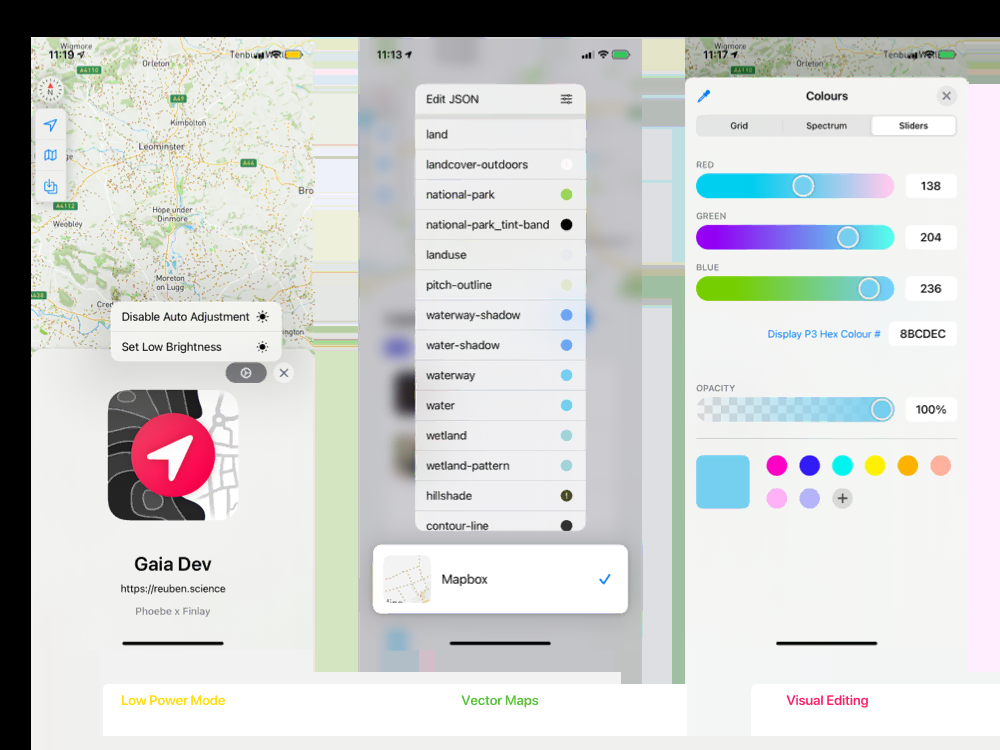 11:19
Wigmore
Tenbury Wells
A4110
Orleton
A49
N
Kimbolton
Leominster
A44
Bro
A4112
Hope under
Dinmore
Weobley
Moreton
on Lugg
Cred
ington
Disable Auto Adjustment
Set Low Brightness
Gaia Dev
https://reuben.science
Phoebe x Finlay
Low Power Mode
11:13
Edit JSON
land
landcover-outdoors
national-park
national-park_tint-band
landuse
pitch-outline
waterway-shadow
water-shadow
waterway
water
wetland
wetland-pattern
hillshade
contour-line
Mapbox
Vector Maps
11:17
Wigmore
A4110
Orleton
Colours
Grid Spectrum Sliders
RED
138
GREEN
204
BLUE
236
Display P3 Hex Colour # 8BCDEC
OPACITY
100%
Visual Editing